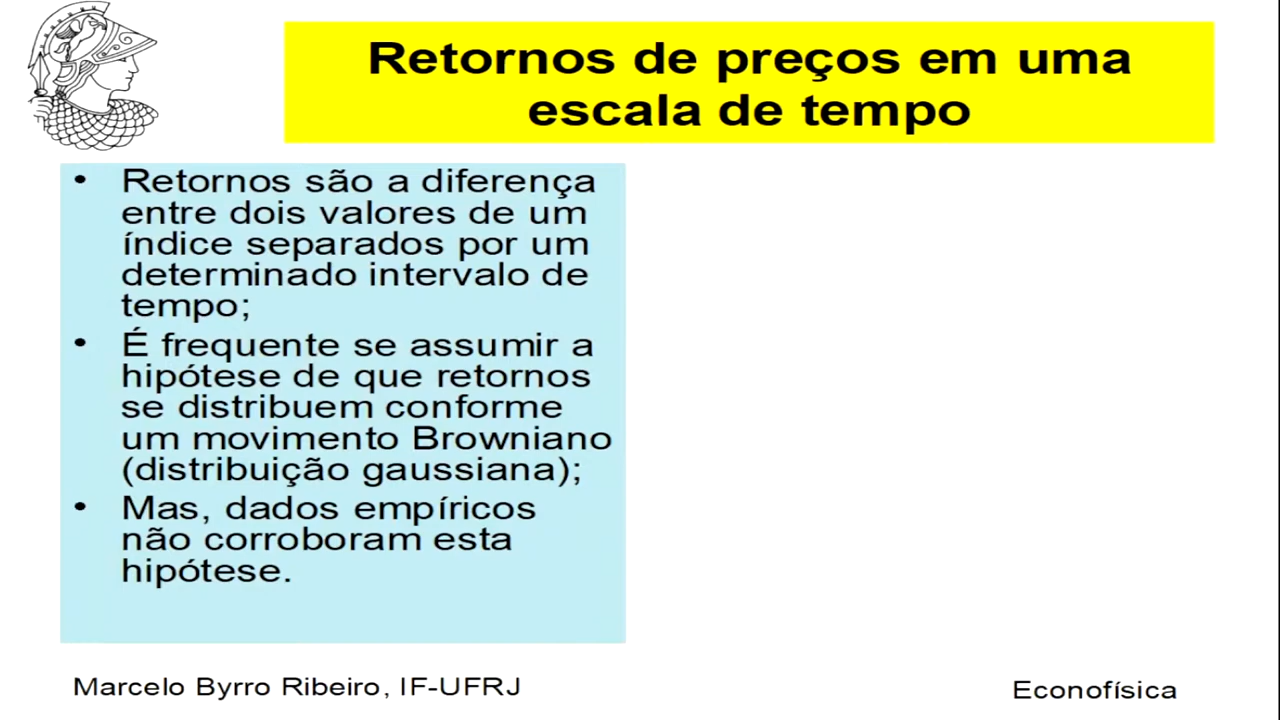 Retornos de preços em uma
escala de tempo
• Retornos são a diferença
entre dois valores de um
índice separados por um
determinado intervalo de
tempo;
• É frequente se assumir a
hipótese de que retornos
se distribuem conforme
um movimento Browniano
(distribuição gaussiana);
• Mas, dados empíricos
não corroboram esta
hipótese.
Marcelo Byrro Ribeiro, IF-UFRJ
Econofísica